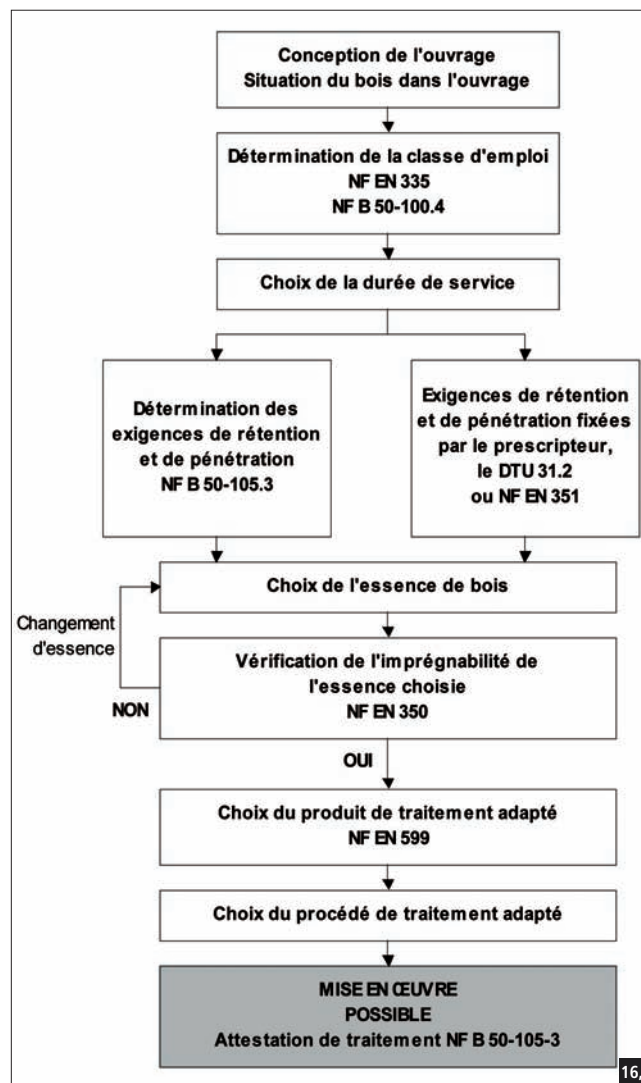 Conception de l'ouvrage
Situation du bois dans l'ouvrage
Détermination de la classe d'emploi
NF EN 335
NF B 50-100.4
Choix de la durée de service
Détermination des
exigences de rétention
et de pénétration
NF B 50-105.3
Exigences de rétention
et de pénétration fixées
par le prescripteur,
le DTU 31.2
ou NF EN 351
Choix de l'essence de bois
Changement
d'essence
Vérification de l'imprégnabilité de
l'essence choisie
NF EN 350
NON
OUI
Choix du produit de traitement adapté
NF EN 599
Choix du procédé de traitement adapté
MISE EN ŒUVRE
POSSIBLE
Attestation de traitement NF B 50-105-3
16